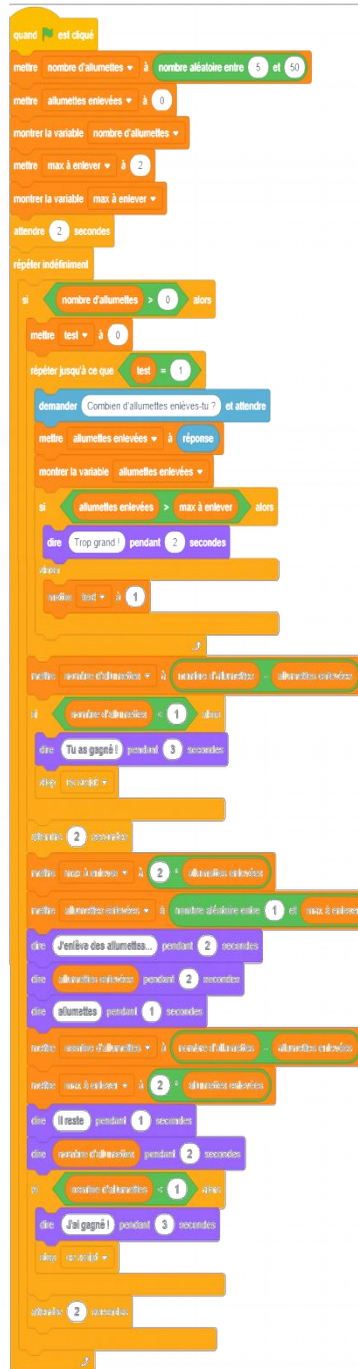 quand est cliqué
mettre nombre d'allumettes à nombre aléatoire entre 5 et 50
mettre allumettes enlevées à 0
montrer la variable nombre d'allumettes
mettre max à enlever à 2
montrer la variable max à enlever
attendre 2 secondes
répéter indéfiniment
si nombre d'allumettes > 0 alors
mettre test à 0
répéter jusqu'à ce que test = 1
demander Combien d'allumettes enlèves-tu ? et attendre
mettre allumettes enlevées à réponse
montrer la variable allumettes enlevées
si allumettes enlevées > max à enlever alors
dire Trop grand ! pendant 2 secondes
sinon
mettre test à 1
mettre nombre d'allumettes à nombre d'allumettes - allumettes enlevées
si nombre d'allumettes < 1 alors
dire Tu as gagné ! pendant 3 secondes
stop ce script
attendre 2 secondes
mettre max à enlever à 2 * allumettes enlevées
mettre allumettes enlevées à nombre aléatoire entre 1 et max à enlever
dire J'enlève des allumettes... pendant 2 secondes
dire allumettes enlevées pendant 2 secondes
dire allumettes pendant 1 secondes
mettre nombre d'allumettes à nombre d'allumettes - allumettes enlevées
mettre max à enlever à 2 * allumettes enlevées
dire il reste pendant 1 secondes
dire nombre d'allumettes pendant 2 secondes
si nombre d'allumettes < 1 alors
dire J'ai gagné ! pendant 3 secondes
stop ce script
attendre 2 secondes